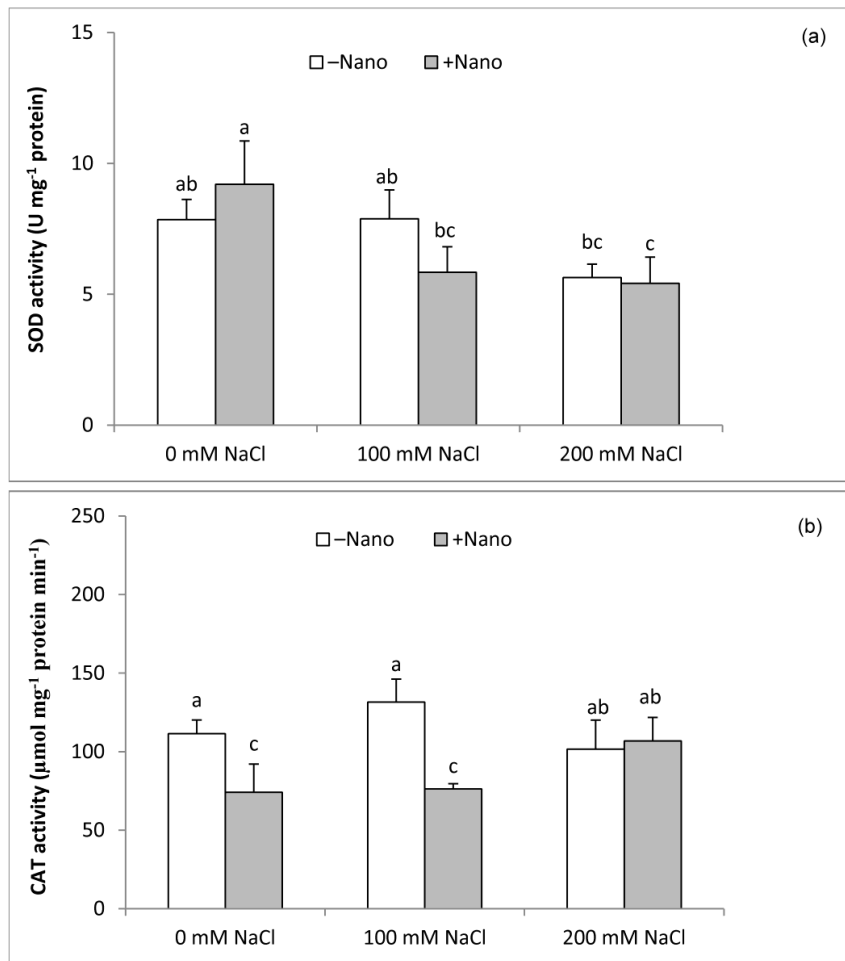 (a)
–Nano +Nano
SOD activity (U mg⁻¹ protein)
15
10
5
0
ab a ab bc bc c
0 mM NaCl 100 mM NaCl 200 mM NaCl
(b)
–Nano +Nano
CAT activity (µmol mg⁻¹ protein min⁻¹)
250
200
150
100
50
0
a c a c ab ab
0 mM NaCl 100 mM NaCl 200 mM NaCl